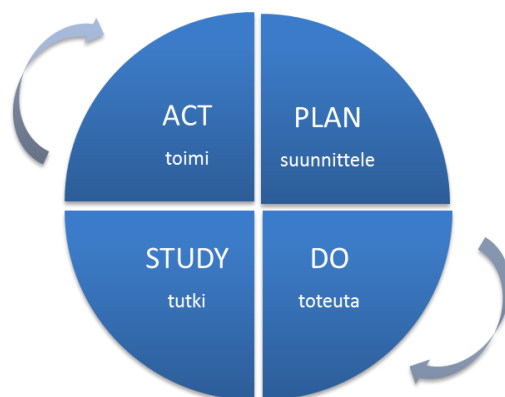 ACT
toimi
PLAN
suunnittele
STUDY
tutki
DO
toteuta